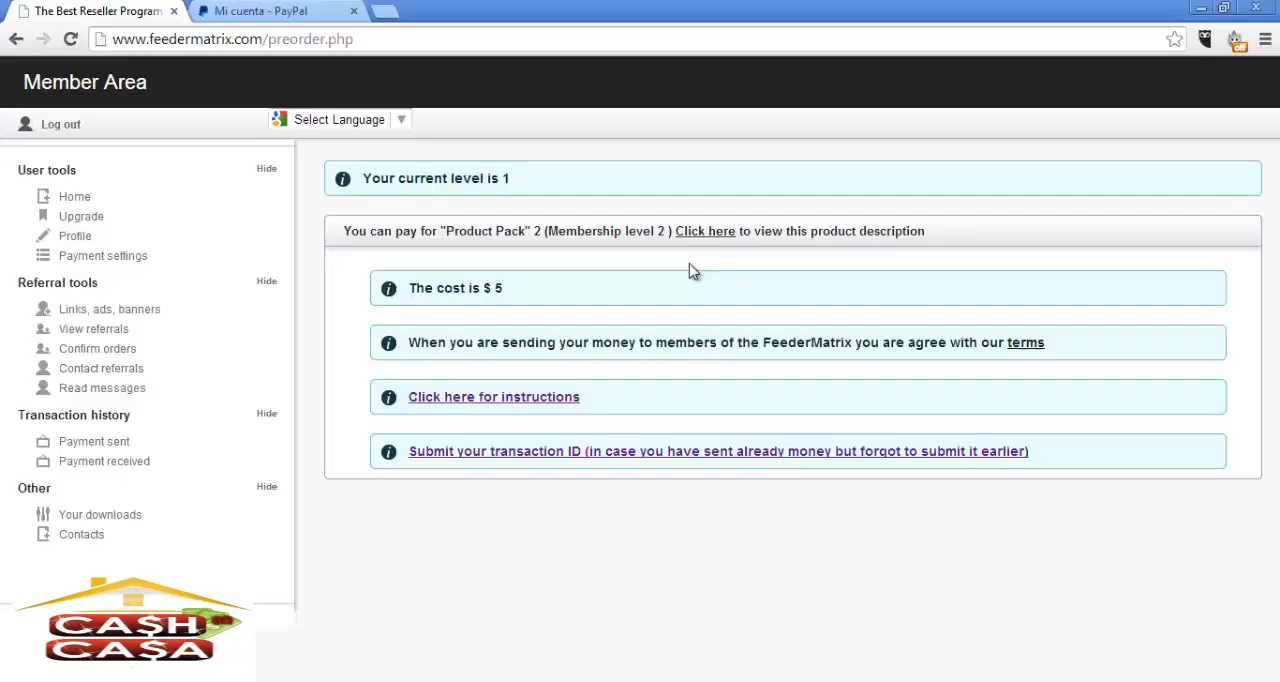 The Best Reseller Program
Mi cuenta - PayPal
www.feedermatrix.com/preorder.php
Member Area
Log out
Select Language
User tools
Hide
Home
Upgrade
Profile
Payment settings
Referral tools
Hide
Links, ads, banners
View referrals
Confirm orders
Contact referrals
Read messages
Transaction history
Hide
Payment sent
Payment received
Other
Hide
Your downloads
Contacts
Your current level is 1
You can pay for "Product Pack" 2 (Membership level 2 ) Click here to view this product description
The cost is $ 5
When you are sending your money to members of the FeederMatrix you are agree with our terms
Click here for instructions
Submit your transaction ID (in case you have sent already money but forgot to submit it earlier)
CA$H
CA$A